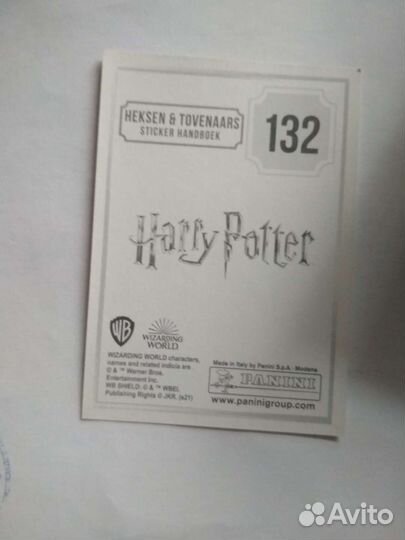 HEKSEN & TOVENAARS
STICKER HANDBOEK
132
Harry Potter
WB
WIZARDING
WORLD
WIZARDING WORLD characters,
names and related indicia are
© & ™ Warner Bros.
Entertainment Inc.
WB SHIELD: © & ™ WBEI.
Publishing Rights © JKR. (s21)
Made in Italy by Panini S.p.A. - Modena
PANINI
www.paninigroup.com
Avito